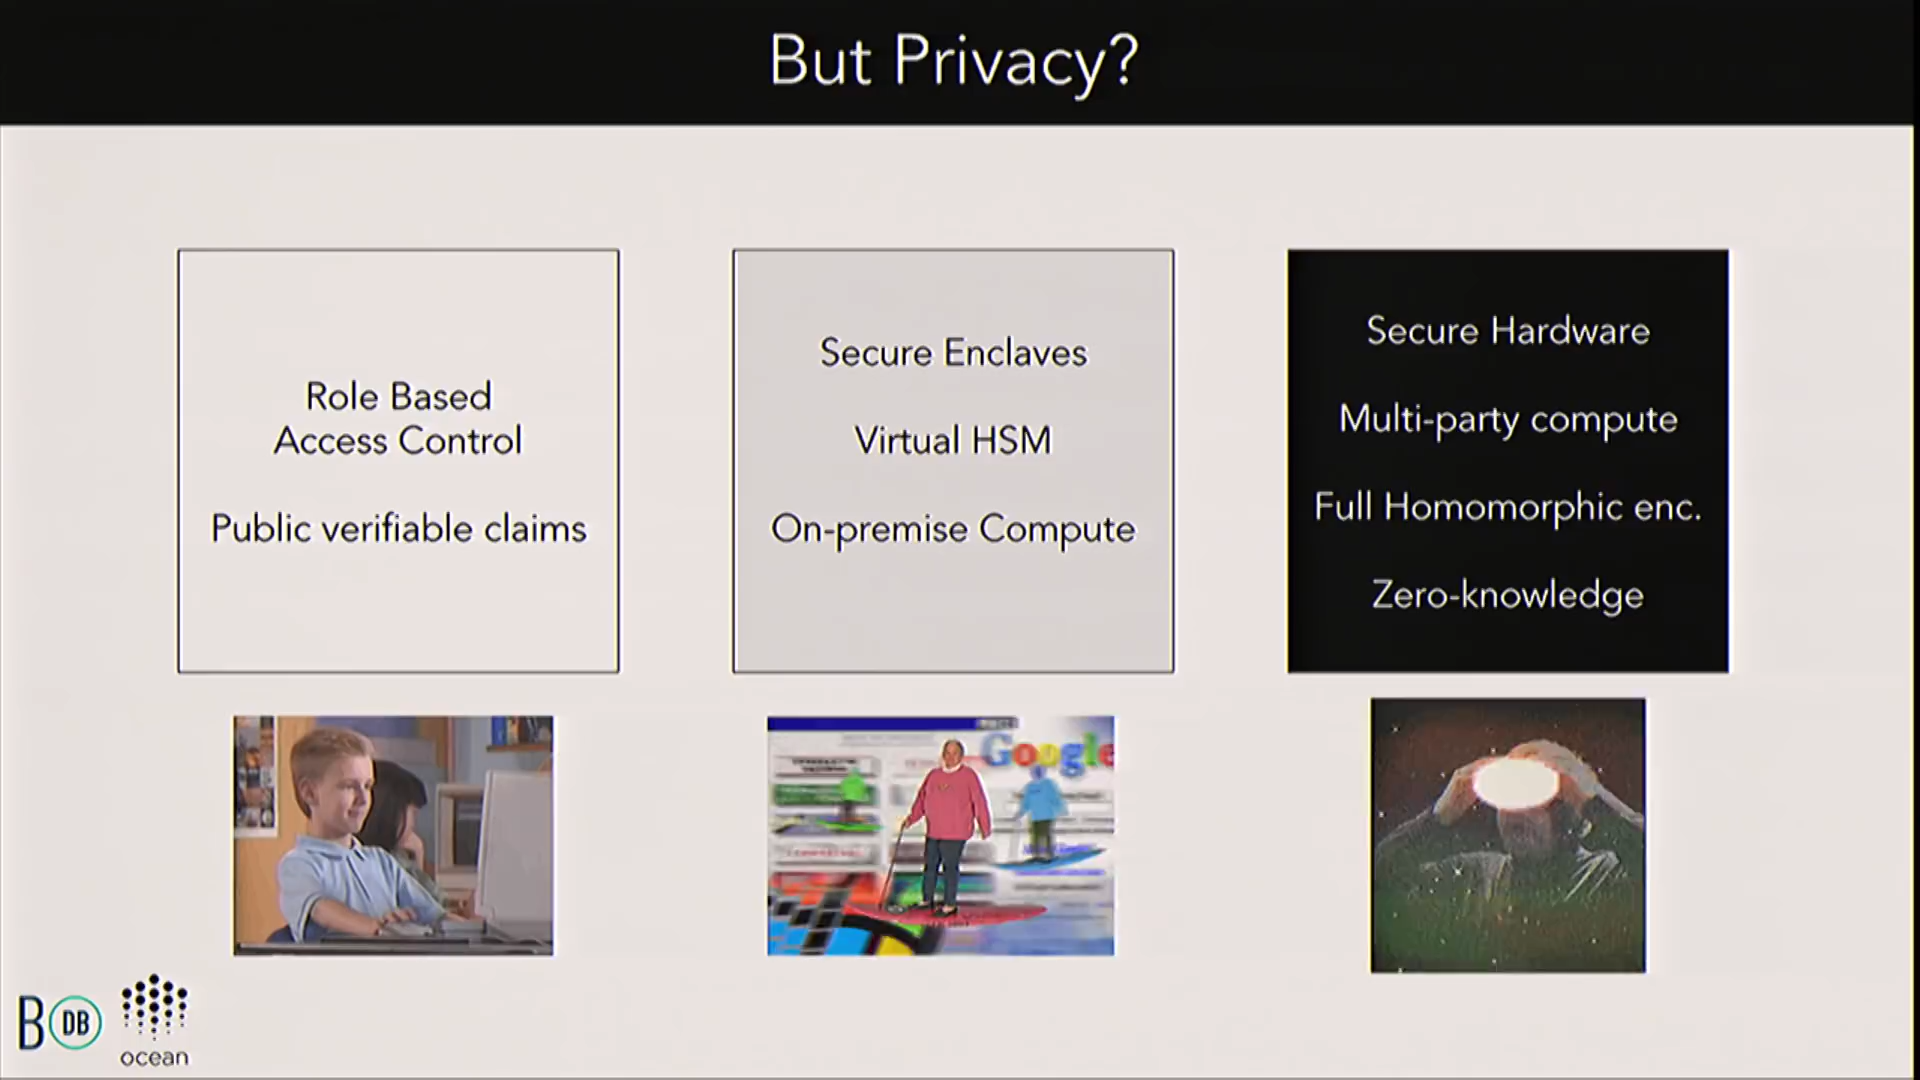 But Privacy?
Role Based
Access Control
Public verifiable claims
Secure Enclaves
Virtual HSM
On-premise Compute
Secure Hardware
Multi-party compute
Full Homomorphic enc.
Zero-knowledge
Google
B DB
ocean